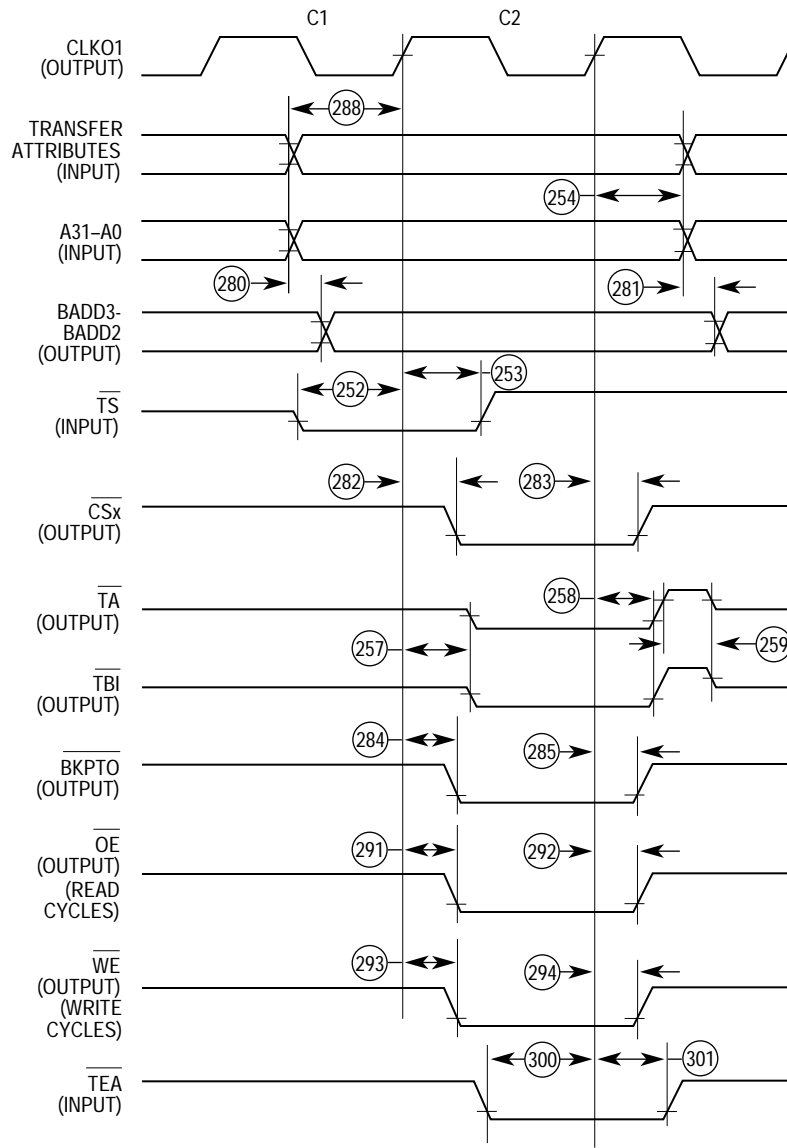 C1 C2
CLKO1
(OUTPUT)
288
TRANSFER
ATTRIBUTES
(INPUT)
254
A31–A0
(INPUT)
280 281
BADD3-
BADD2
(OUTPUT)
252 253
TS
(INPUT)
282 283
CSx
(OUTPUT)
258
TA
(OUTPUT)
257 259
TBI
(OUTPUT)
284 285
BKPTO
(OUTPUT)
291 292
OE
(OUTPUT)
(READ
CYCLES)
293 294
WE
(OUTPUT)
(WRITE
CYCLES)
300 301
TEA
(INPUT)